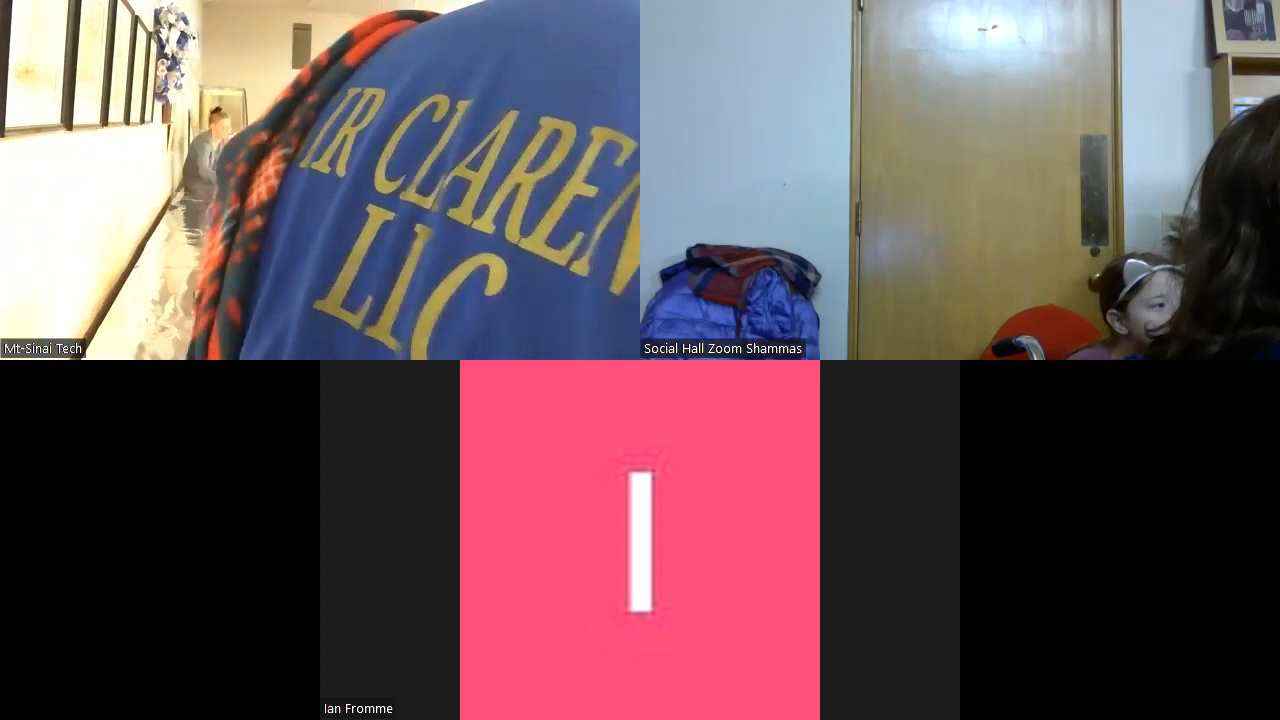 IR CLAREN
LIC
Mt-Sinai Tech
Social Hall Zoom Shammas
I
Ian Fromme